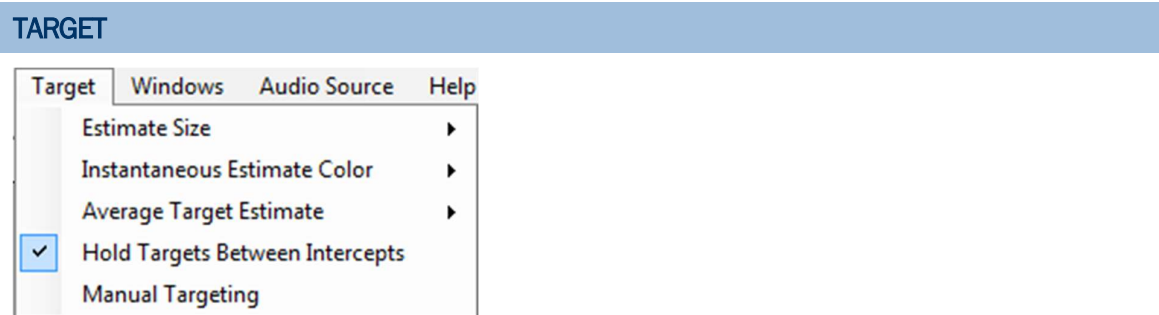 TARGET
Target Windows Audio Source Help
Estimate Size
Instantaneous Estimate Color
Average Target Estimate
Hold Targets Between Intercepts
Manual Targeting